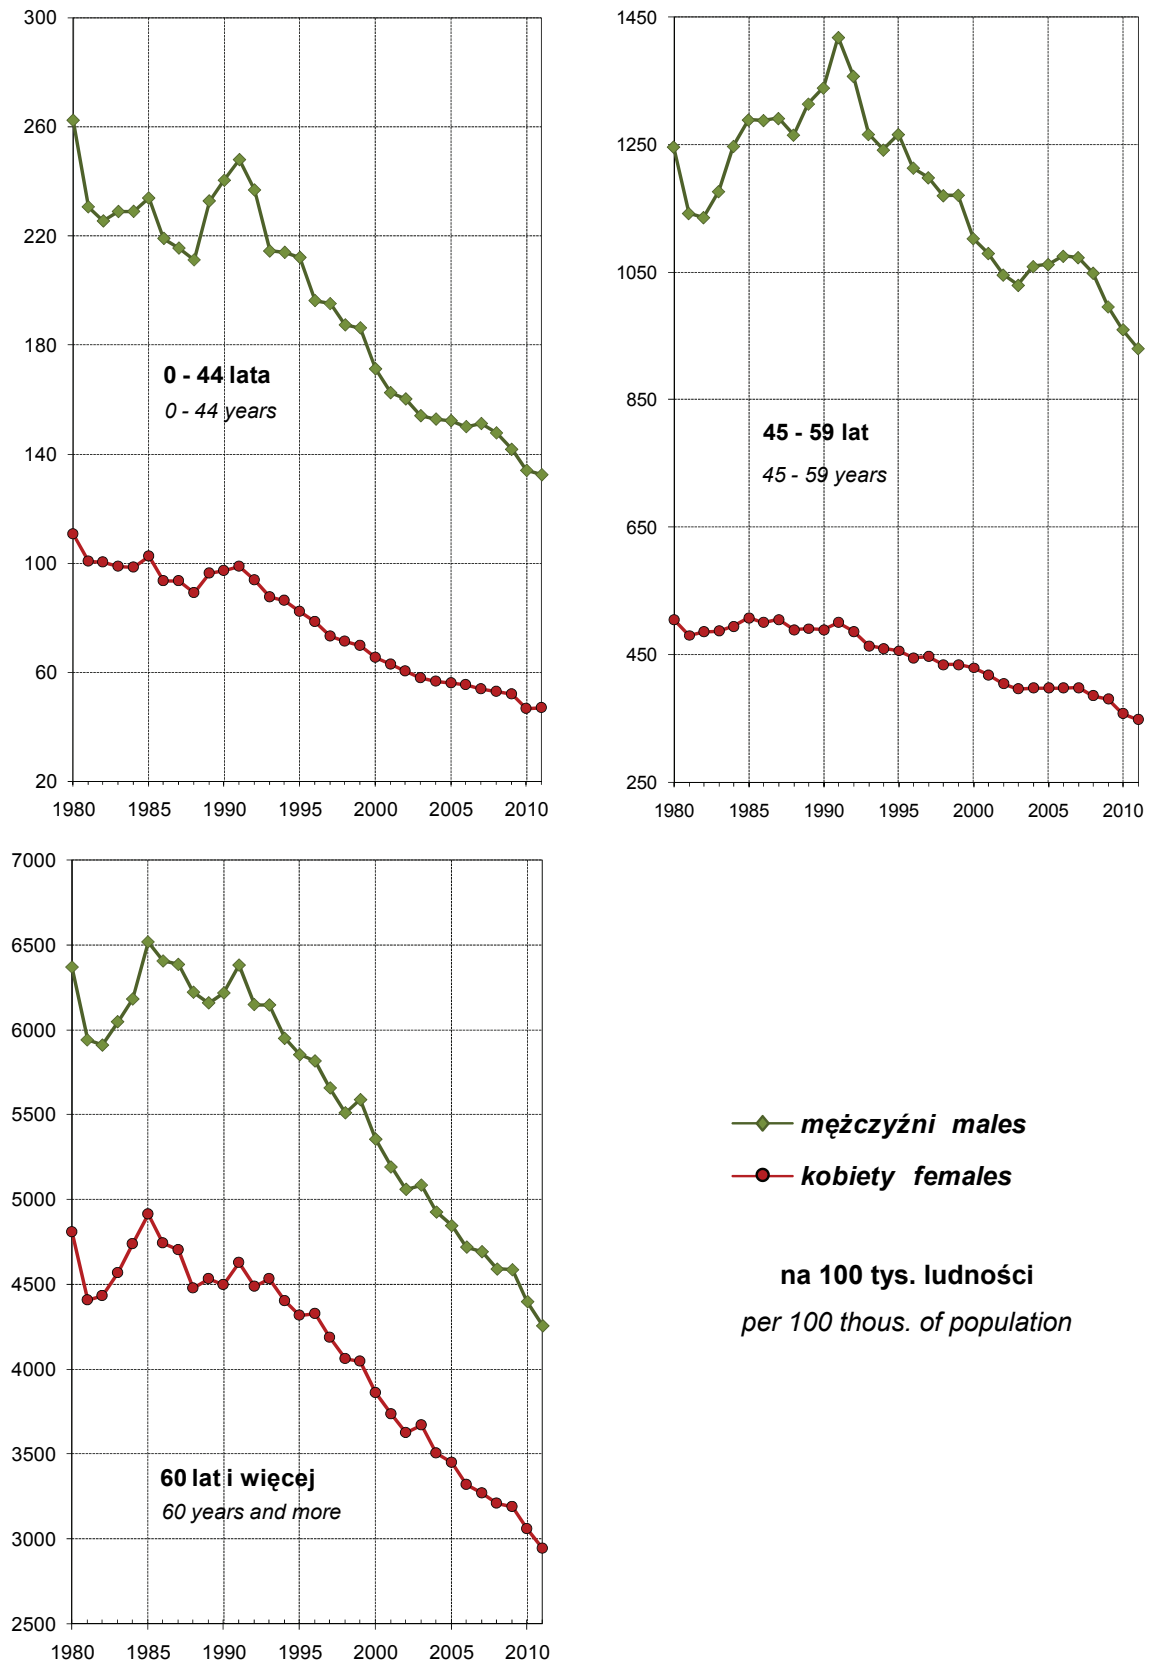 300
260
220
180
140
100
60
20
0 - 44 lata
0 - 44 years
1980 1985 1990 1995 2000 2005 2010
1450
1250
1050
850
650
450
250
45 - 59 lat
45 - 59 years
1980 1985 1990 1995 2000 2005 2010
7000
6500
6000
5500
5000
4500
4000
3500
3000
2500
60 lat i więcej
60 years and more
1980 1985 1990 1995 2000 2005 2010
mężczyźni males
kobiety females
na 100 tys. ludności
per 100 thous. of population